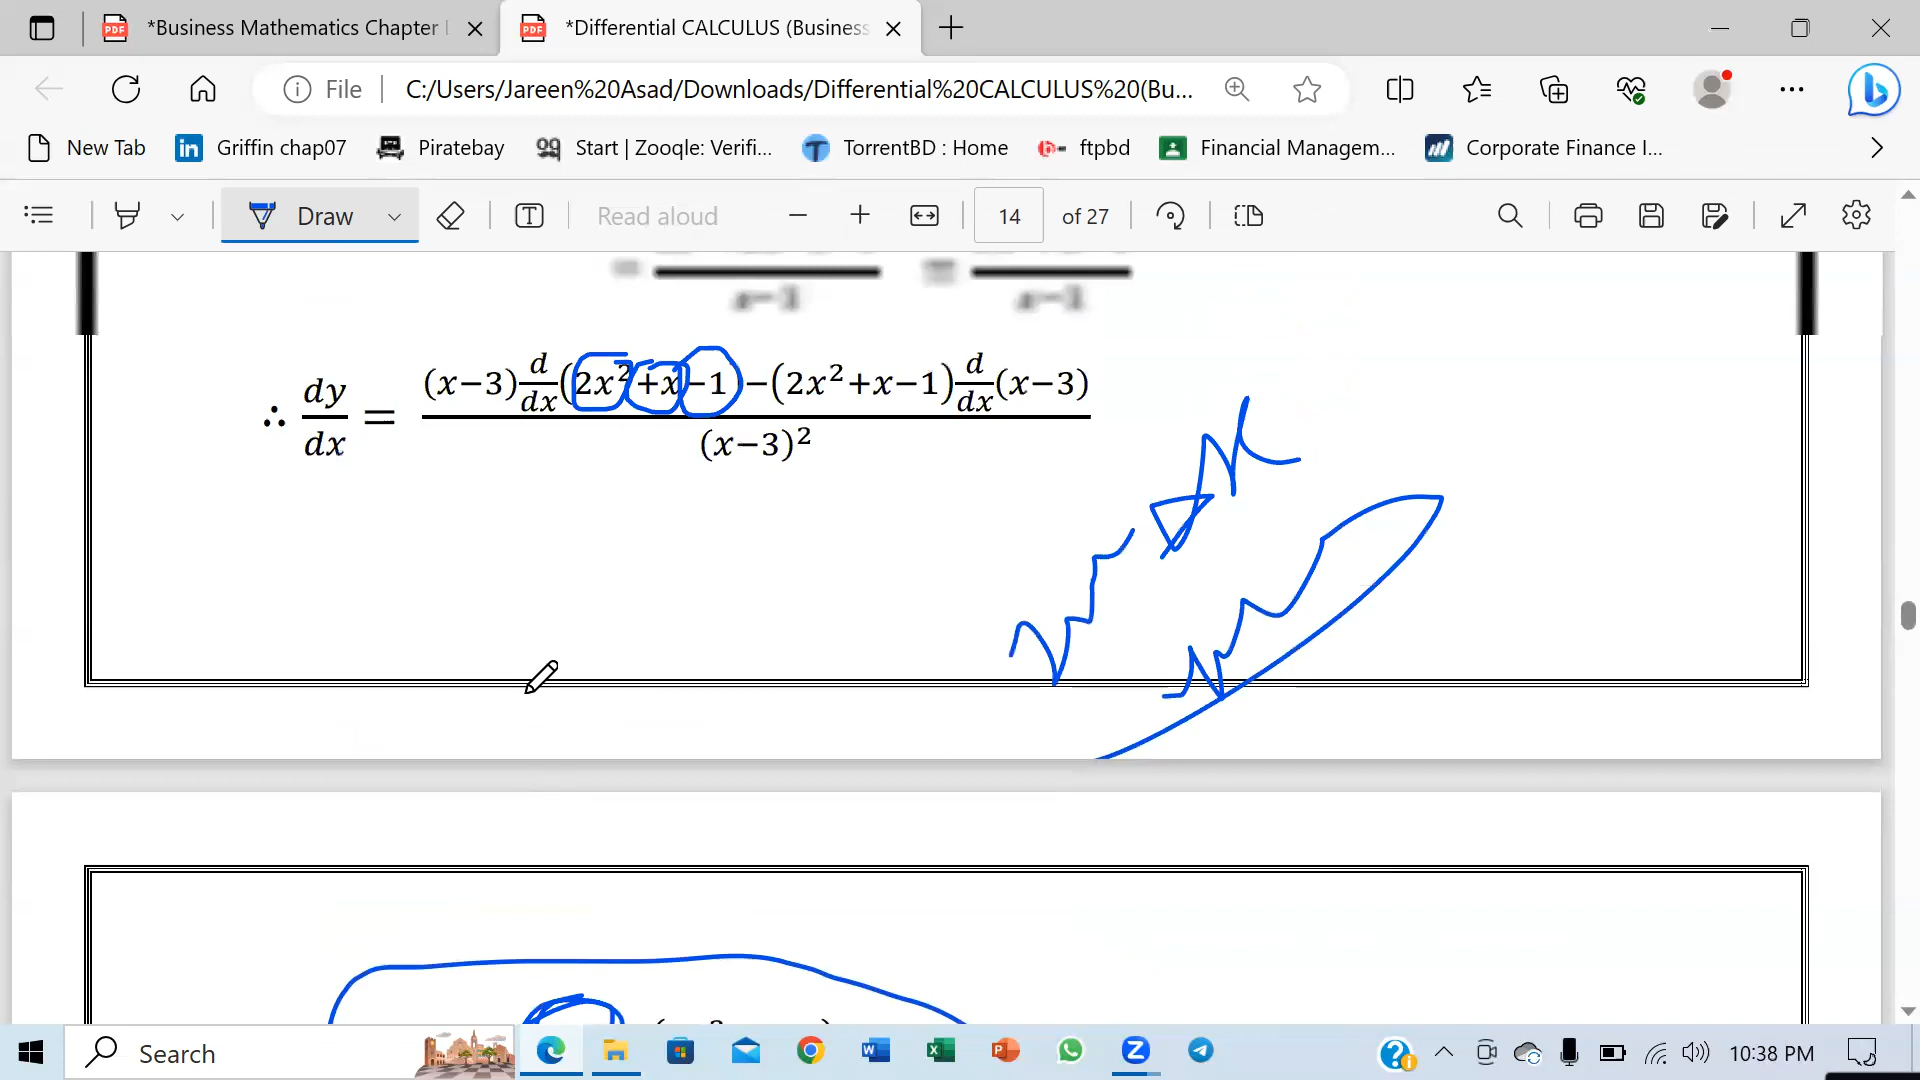 *Business Mathematics Chapter
*Differential CALCULUS (Business
File C:/Users/Jareen%20Asad/Downloads/Differential%20CALCULUS%20(Bu...
New Tab Griffin chap07 Piratebay Start | Zooqle: Verifi... TorrentBD : Home ftpbd Financial Managem... Corporate Finance I...
Draw Read aloud 14 of 27
∴ dy/dx = ((x−3) d/dx (2x²+x−1)−(2x²+x−1) d/dx (x−3)) / (x−3)²
Search 10:38 PM